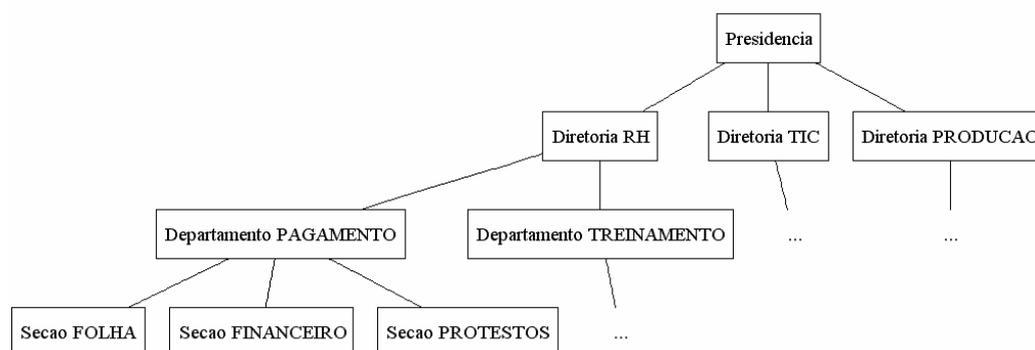 Presidencia
Diretoria RH
Diretoria TIC
Diretoria PRODUCAO
Departamento PAGAMENTO
Departamento TREINAMENTO
...
...
Secao FOLHA
Secao FINANCEIRO
Secao PROTESTOS
...